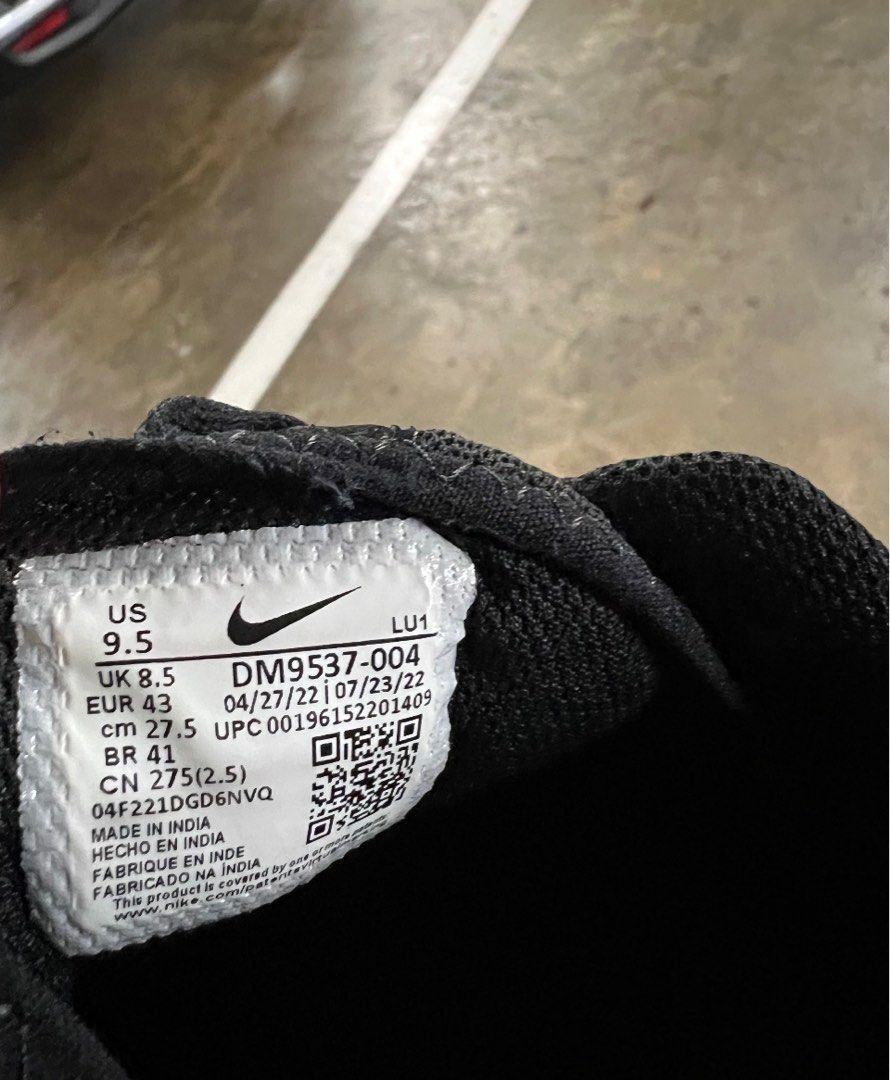 US
9.5
LU1
UK 8.5
DM9537-004
EUR 43
04/27/22 | 07/23/22
cm 27.5
UPC 00196152201409
BR 41
CN 275(2.5)
04F221DGD6NVQ
MADE IN INDIA
HECHO EN INDIA
FABRIQUE EN INDE
FABRICADO NA ÍNDIA
This product is covered by one or more patents
www.nike.com/patents